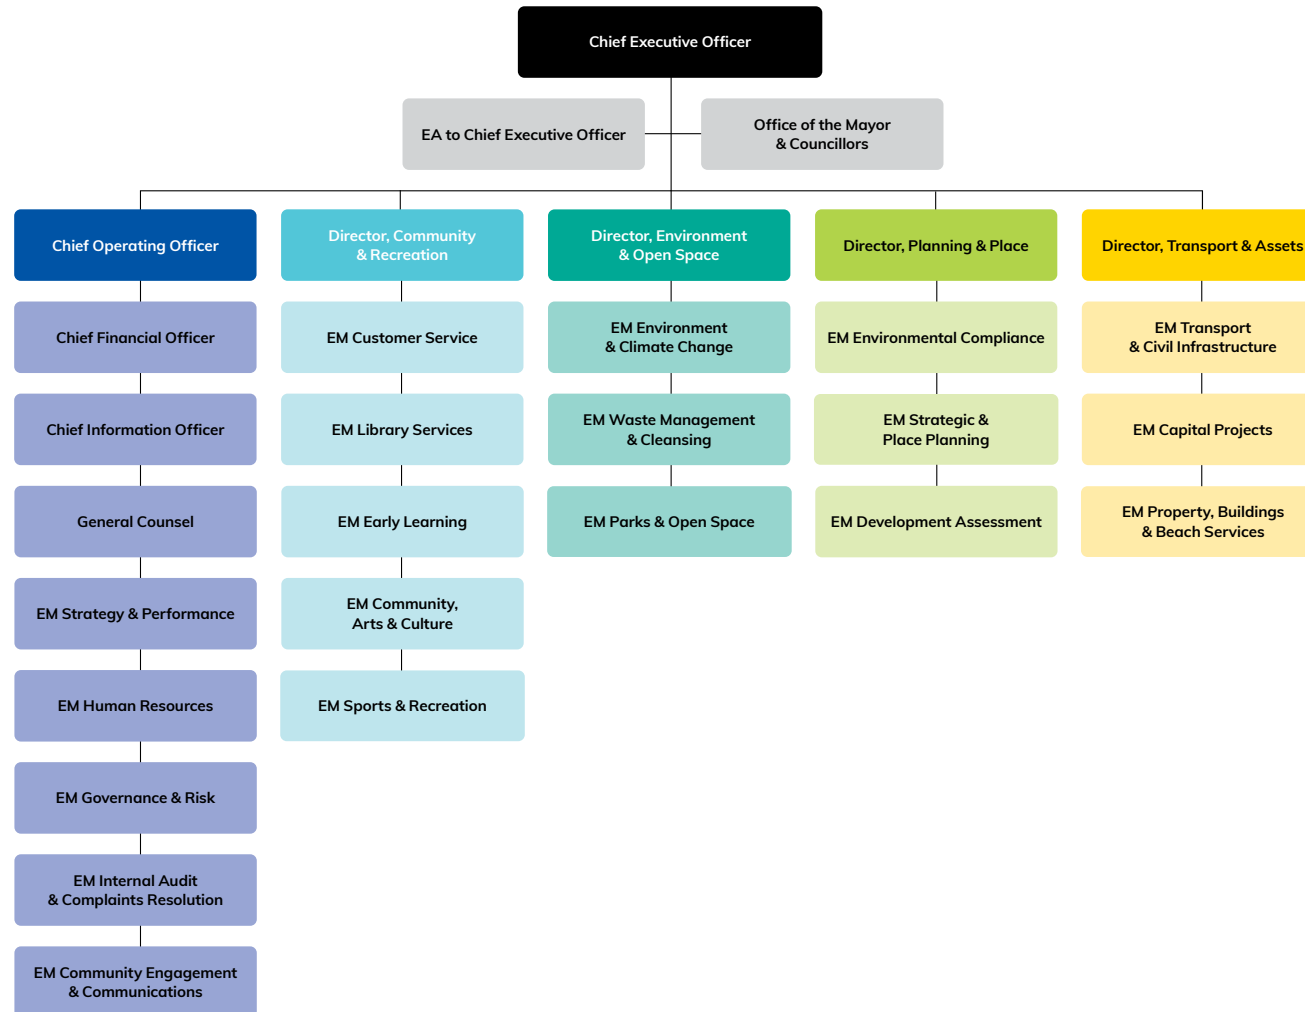 Chief Executive Officer
EA to Chief Executive Officer
Office of the Mayor
& Councillors
Chief Operating Officer
Chief Financial Officer
Chief Information Officer
General Counsel
EM Strategy & Performance
EM Human Resources
EM Governance & Risk
EM Internal Audit
& Complaints Resolution
EM Community Engagement
& Communications
Director, Community
& Recreation
EM Customer Service
EM Library Services
EM Early Learning
EM Community,
Arts & Culture
EM Sports & Recreation
Director, Environment
& Open Space
EM Environment
& Climate Change
EM Waste Management
& Cleansing
EM Parks & Open Space
Director, Planning & Place
EM Environmental Compliance
EM Strategic &
Place Planning
EM Development Assessment
Director, Transport & Assets
EM Transport
& Civil Infrastructure
EM Capital Projects
EM Property, Buildings
& Beach Services